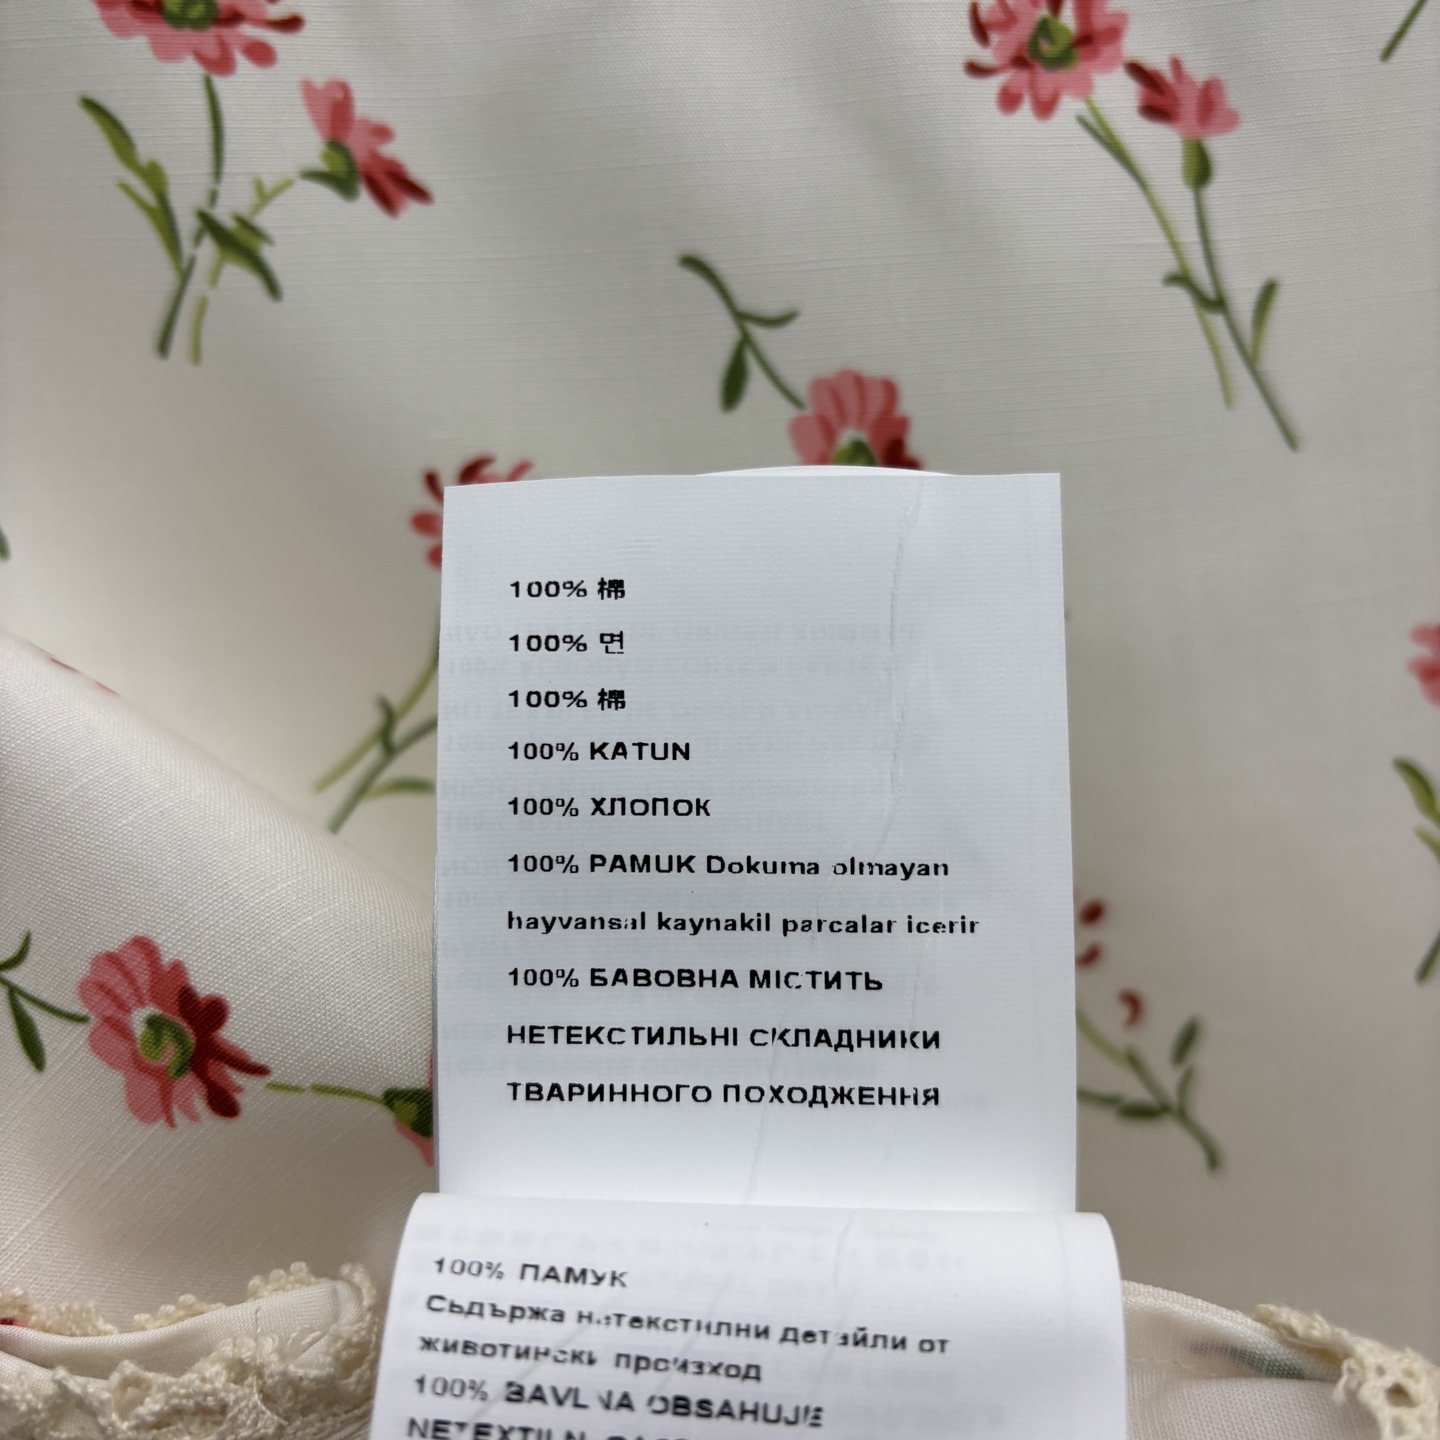 100% 棉
100% 면
100% 棉
100% KATUN
100% ХЛОПОК
100% PAMUK Dokuma olmayan
hayvansal kaynakil parcalar icerir
100% БАВОВНА МІСТИТЬ
НЕТЕКСТИЛЬНІ СКЛАДНИКИ
ТВАРИННОГО ПОХОДЖЕННЯ
100% ПАМУК
Съдържа нетекстилни детайли от
животински произход
100% BAVLNA OBSAHUJE